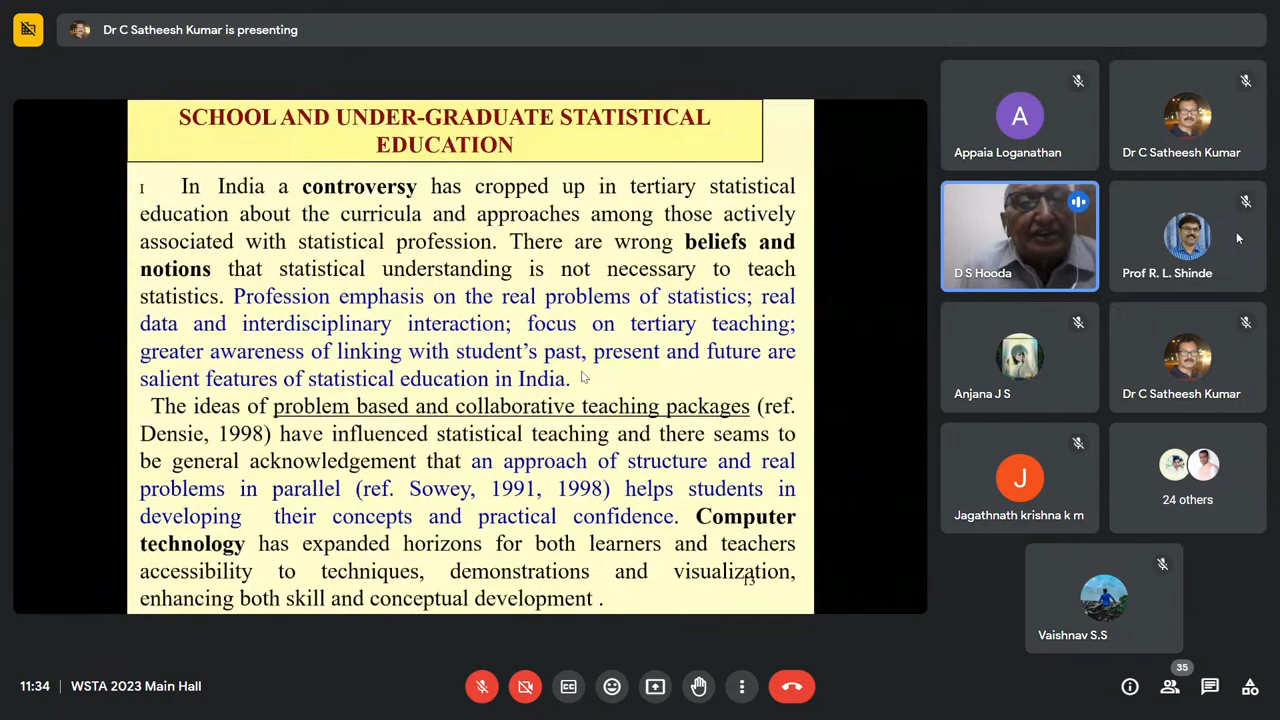 Dr C Satheesh Kumar is presenting
SCHOOL AND UNDER-GRADUATE STATISTICAL
EDUCATION
I In India a controversy has cropped up in tertiary statistical
education about the curricula and approaches among those actively
associated with statistical profession. There are wrong beliefs and
notions that statistical understanding is not necessary to teach
statistics. Profession emphasis on the real problems of statistics; real
data and interdisciplinary interaction; focus on tertiary teaching;
greater awareness of linking with student's past, present and future are
salient features of statistical education in India.
The ideas of problem based and collaborative teaching packages (ref.
Densie, 1998) have influenced statistical teaching and there seams to
be general acknowledgement that an approach of structure and real
problems in parallel (ref. Sowey, 1991, 1998) helps students in
developing their concepts and practical confidence. Computer
technology has expanded horizons for both learners and teachers
accessibility to techniques, demonstrations and visualization,
13
enhancing both skill and conceptual development .
A
Appaia Loganathan
Dr C Satheesh Kumar
D S Hooda
Prof R. L. Shinde
Anjana J S
Dr C Satheesh Kumar
J
Jagathnath krishna k m
24 others
Vaishnav S.S
11:34 | WSTA 2023 Main Hall
35